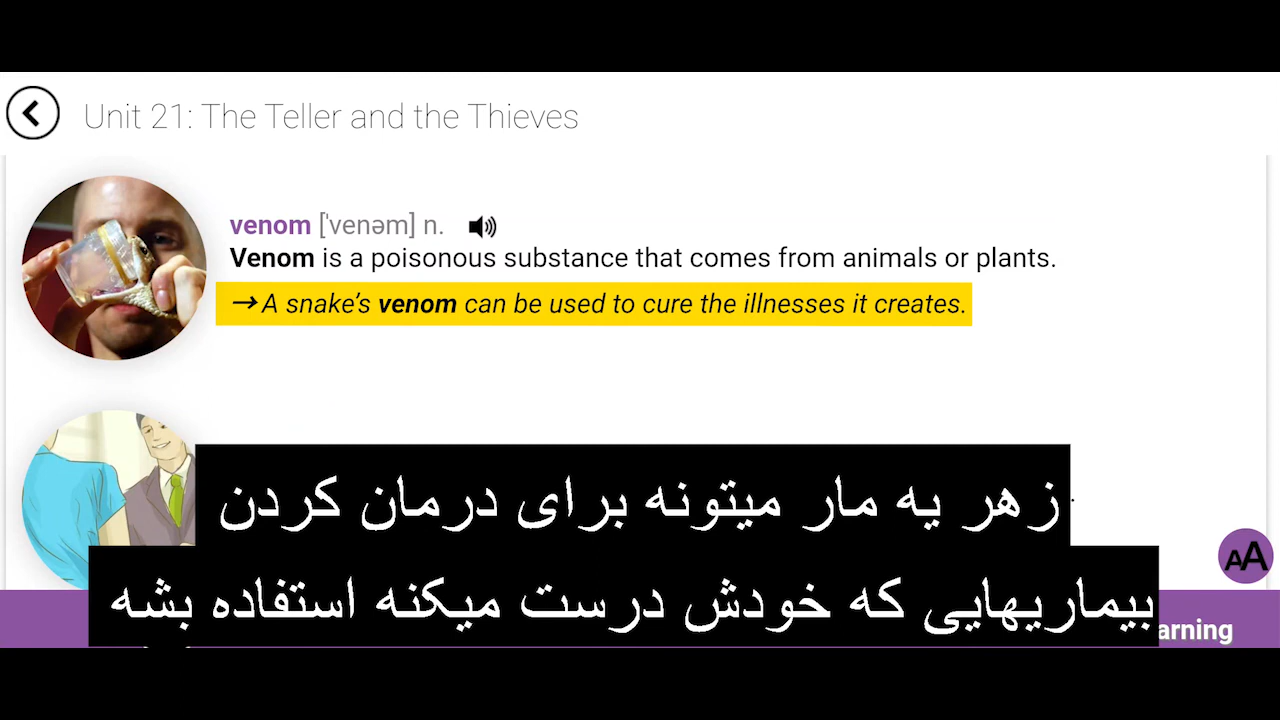 Unit 21: The Teller and the Thieves
venom ['venəm] n.
Venom is a poisonous substance that comes from animals or plants.
→ A snake's venom can be used to cure the illnesses it creates.
زهر یه مار میتونه برای درمان کردن
بیماریهایی که خودش درست میکنه استفاده بشه
AA